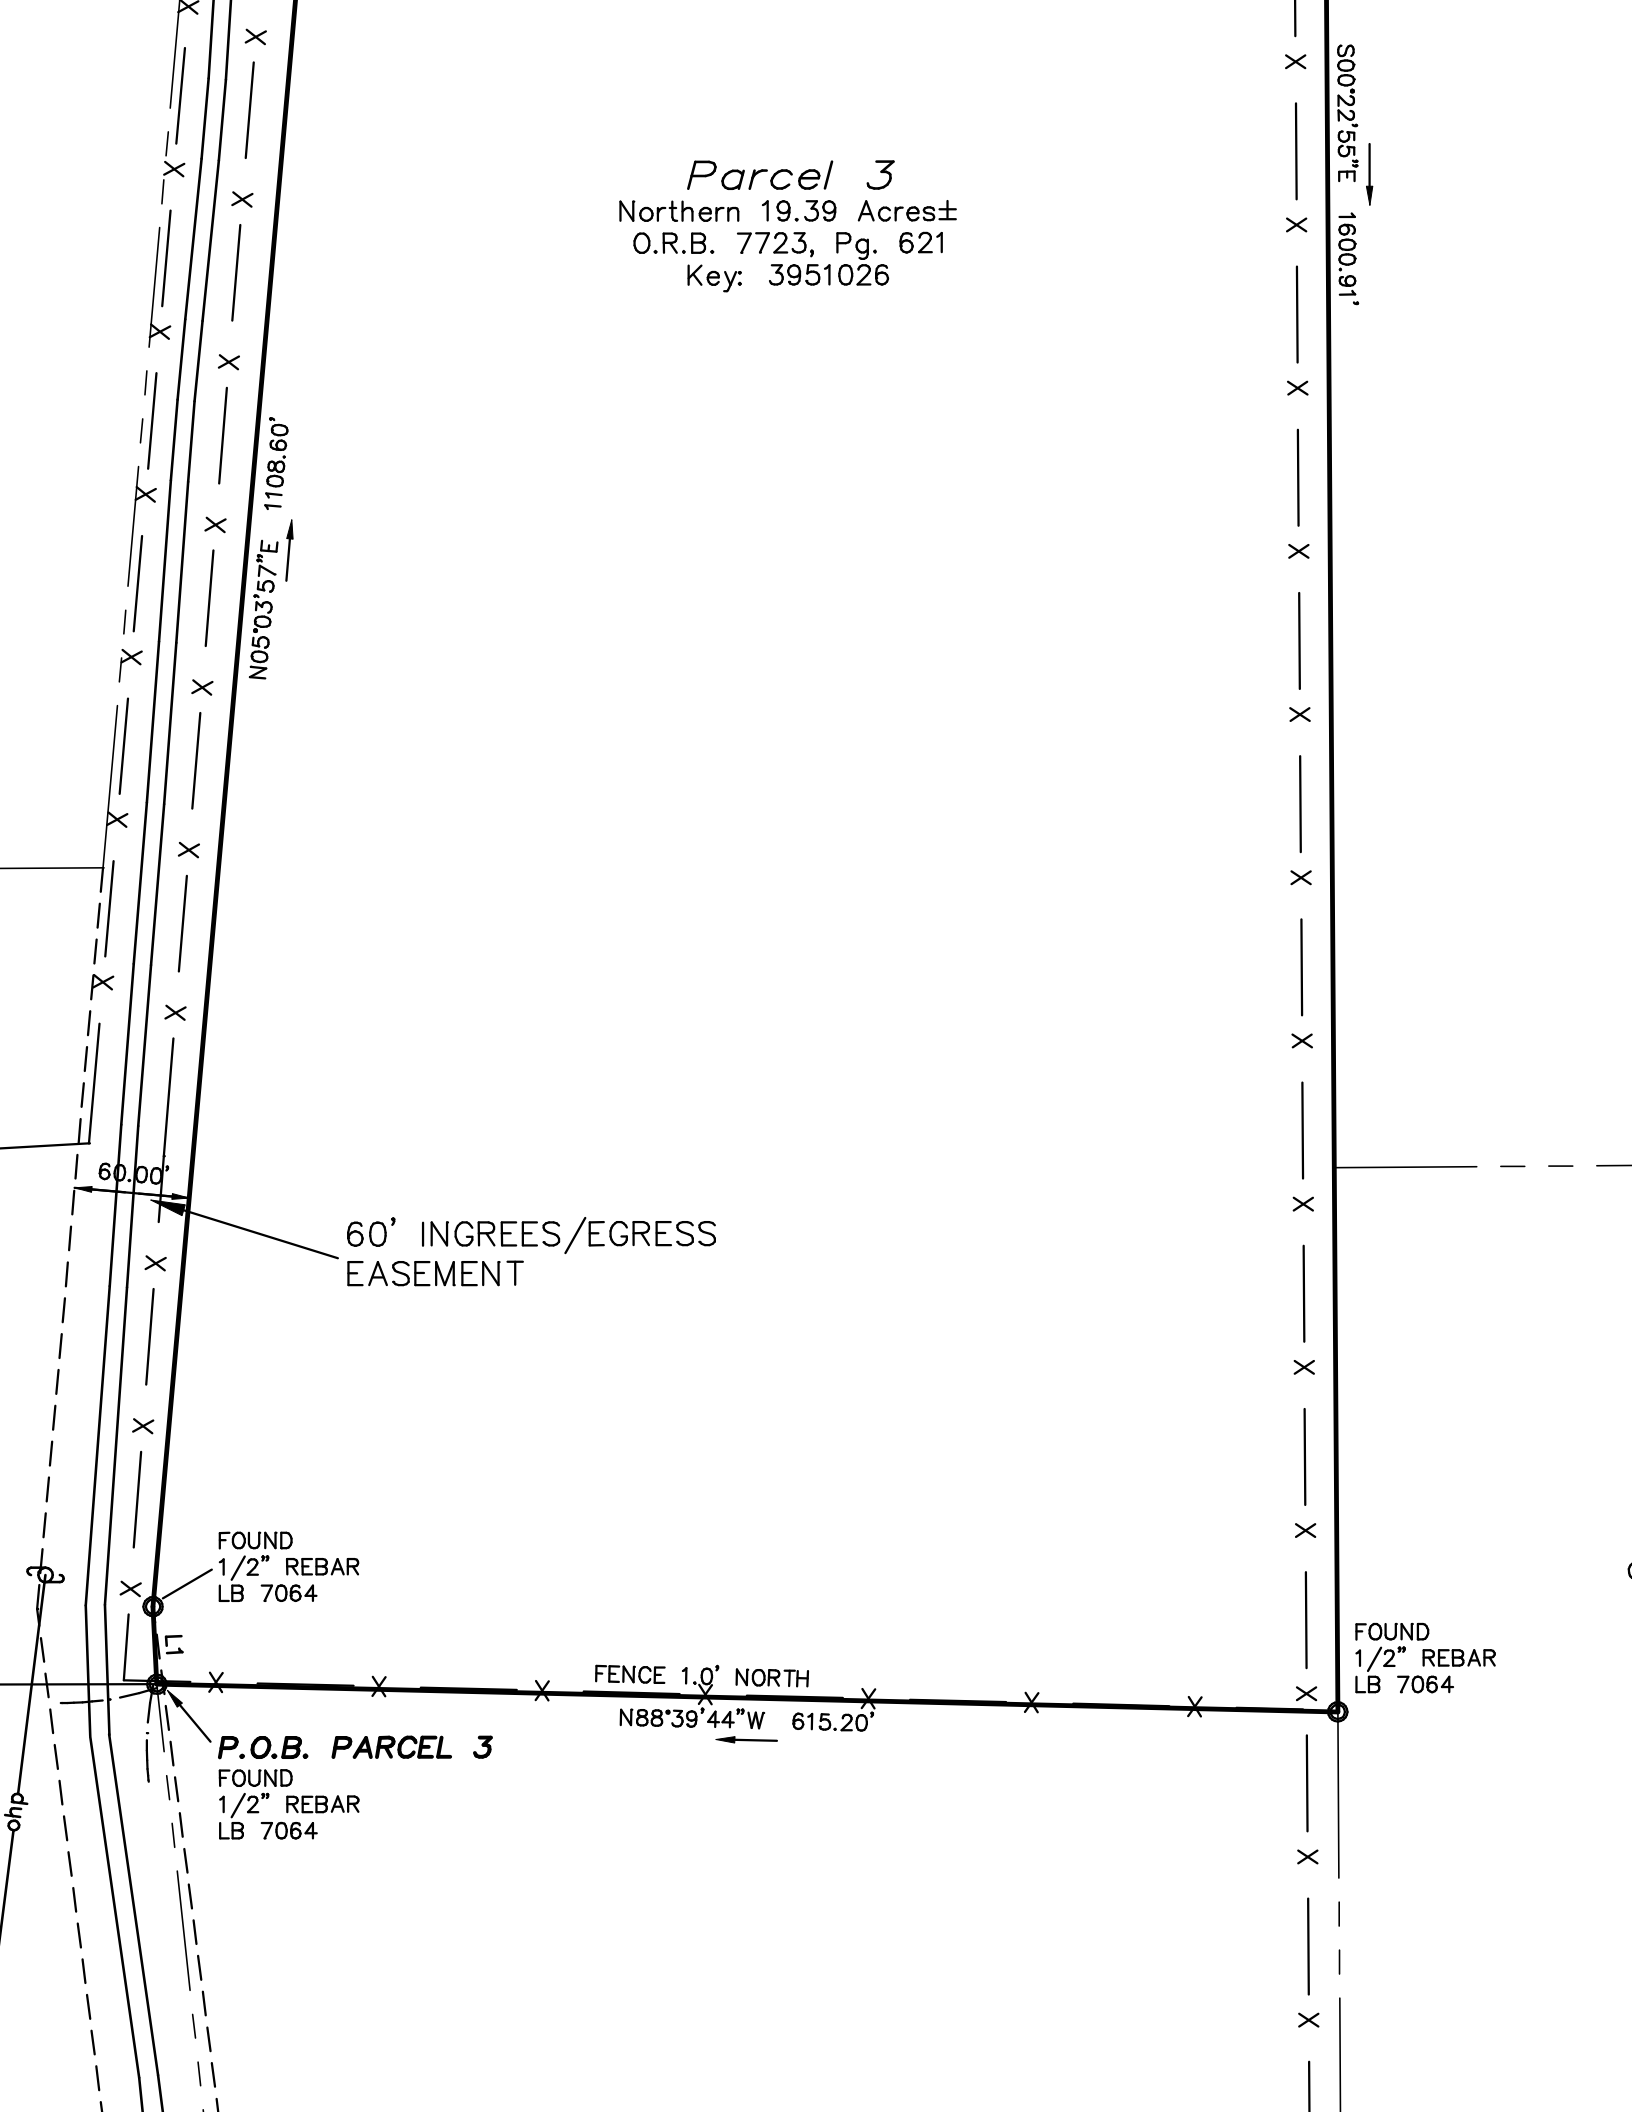 S00°22'55"E 1600.91'
Parcel 3
Northern 19.39 Acres±
O.R.B. 7723, Pg. 621
Key: 3951026
N05°03'57"E 1108.60'
60.00'
60' INGREES/EGRESS
EASEMENT
FOUND
1/2" REBAR
LB 7064
L1
FOUND
1/2" REBAR
LB 7064
FENCE 1.0' NORTH
N88°39'44"W 615.20'
P.O.B. PARCEL 3
FOUND
1/2" REBAR
LB 7064
ohp